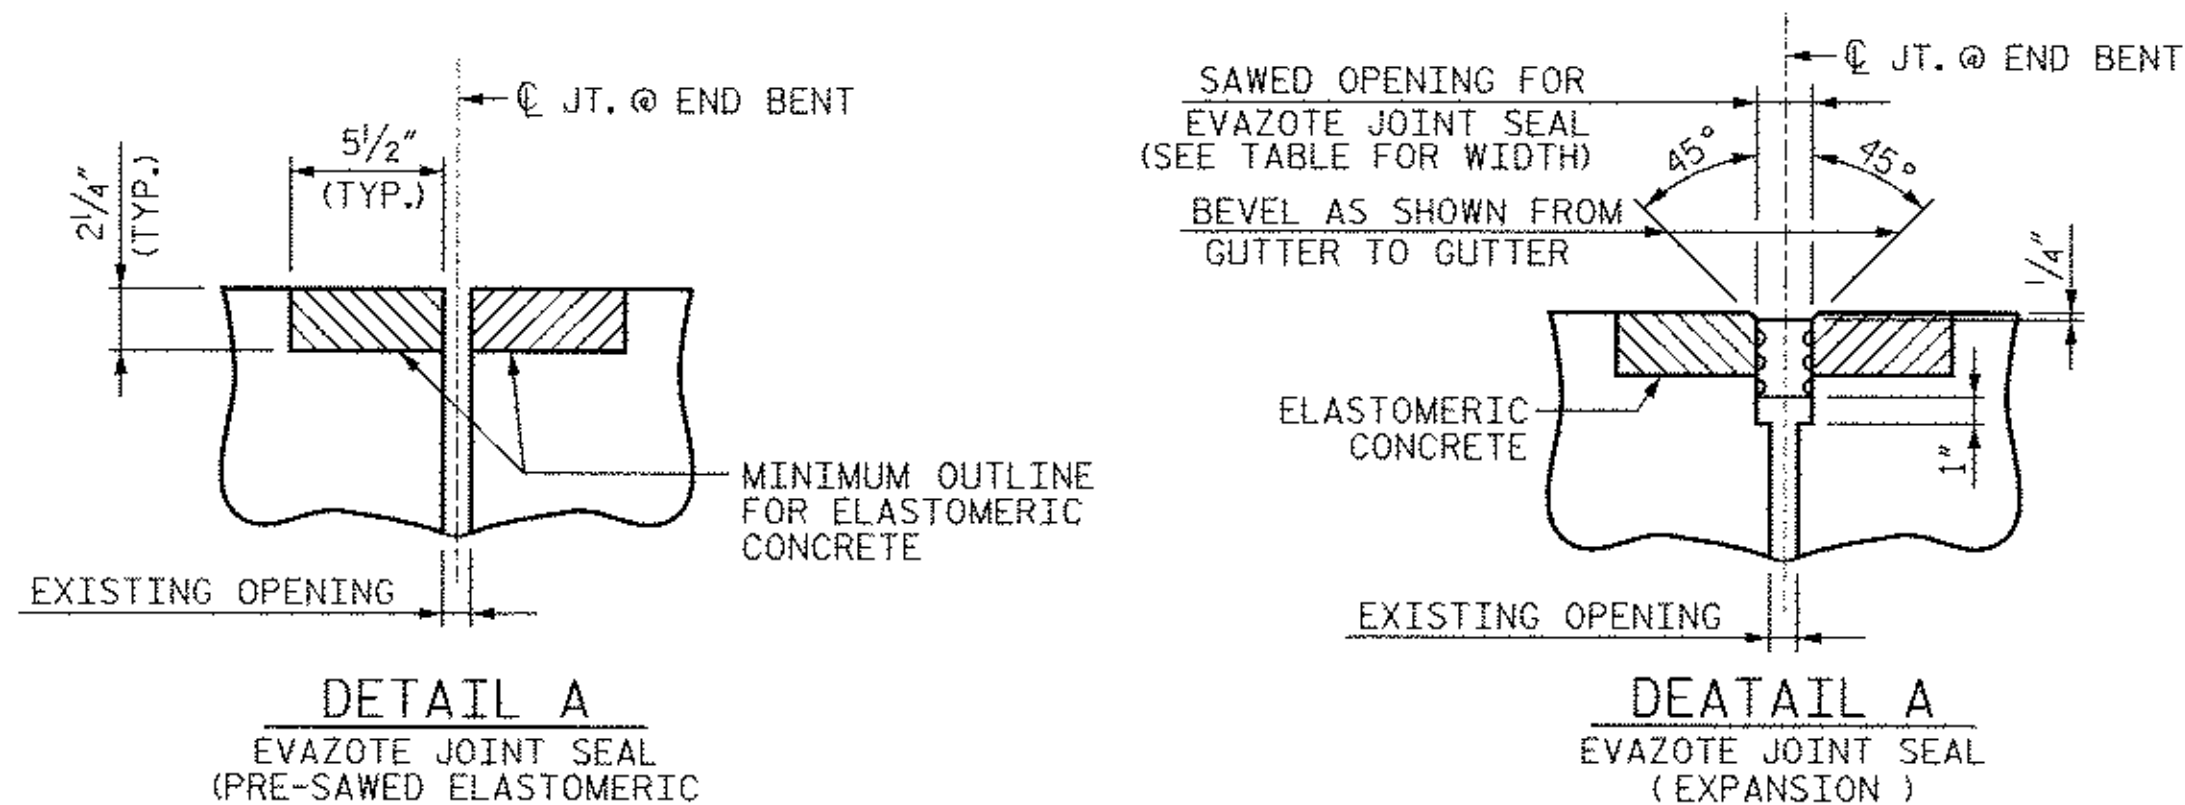 ℄ JT. @ END BENT
5½"
(TYP.)
2¼"
(TYP.)
MINIMUM OUTLINE
FOR ELASTOMERIC
CONCRETE
EXISTING OPENING
DETAIL A
EVAZOTE JOINT SEAL
(PRE-SAWED ELASTOMERIC
℄ JT. @ END BENT
SAWED OPENING FOR
EVAZOTE JOINT SEAL
(SEE TABLE FOR WIDTH)
45°
45°
BEVEL AS SHOWN FROM
GUTTER TO GUTTER
1/4"
ELASTOMERIC
CONCRETE
1"
EXISTING OPENING
DEATAIL A
EVAZOTE JOINT SEAL
( EXPANSION )